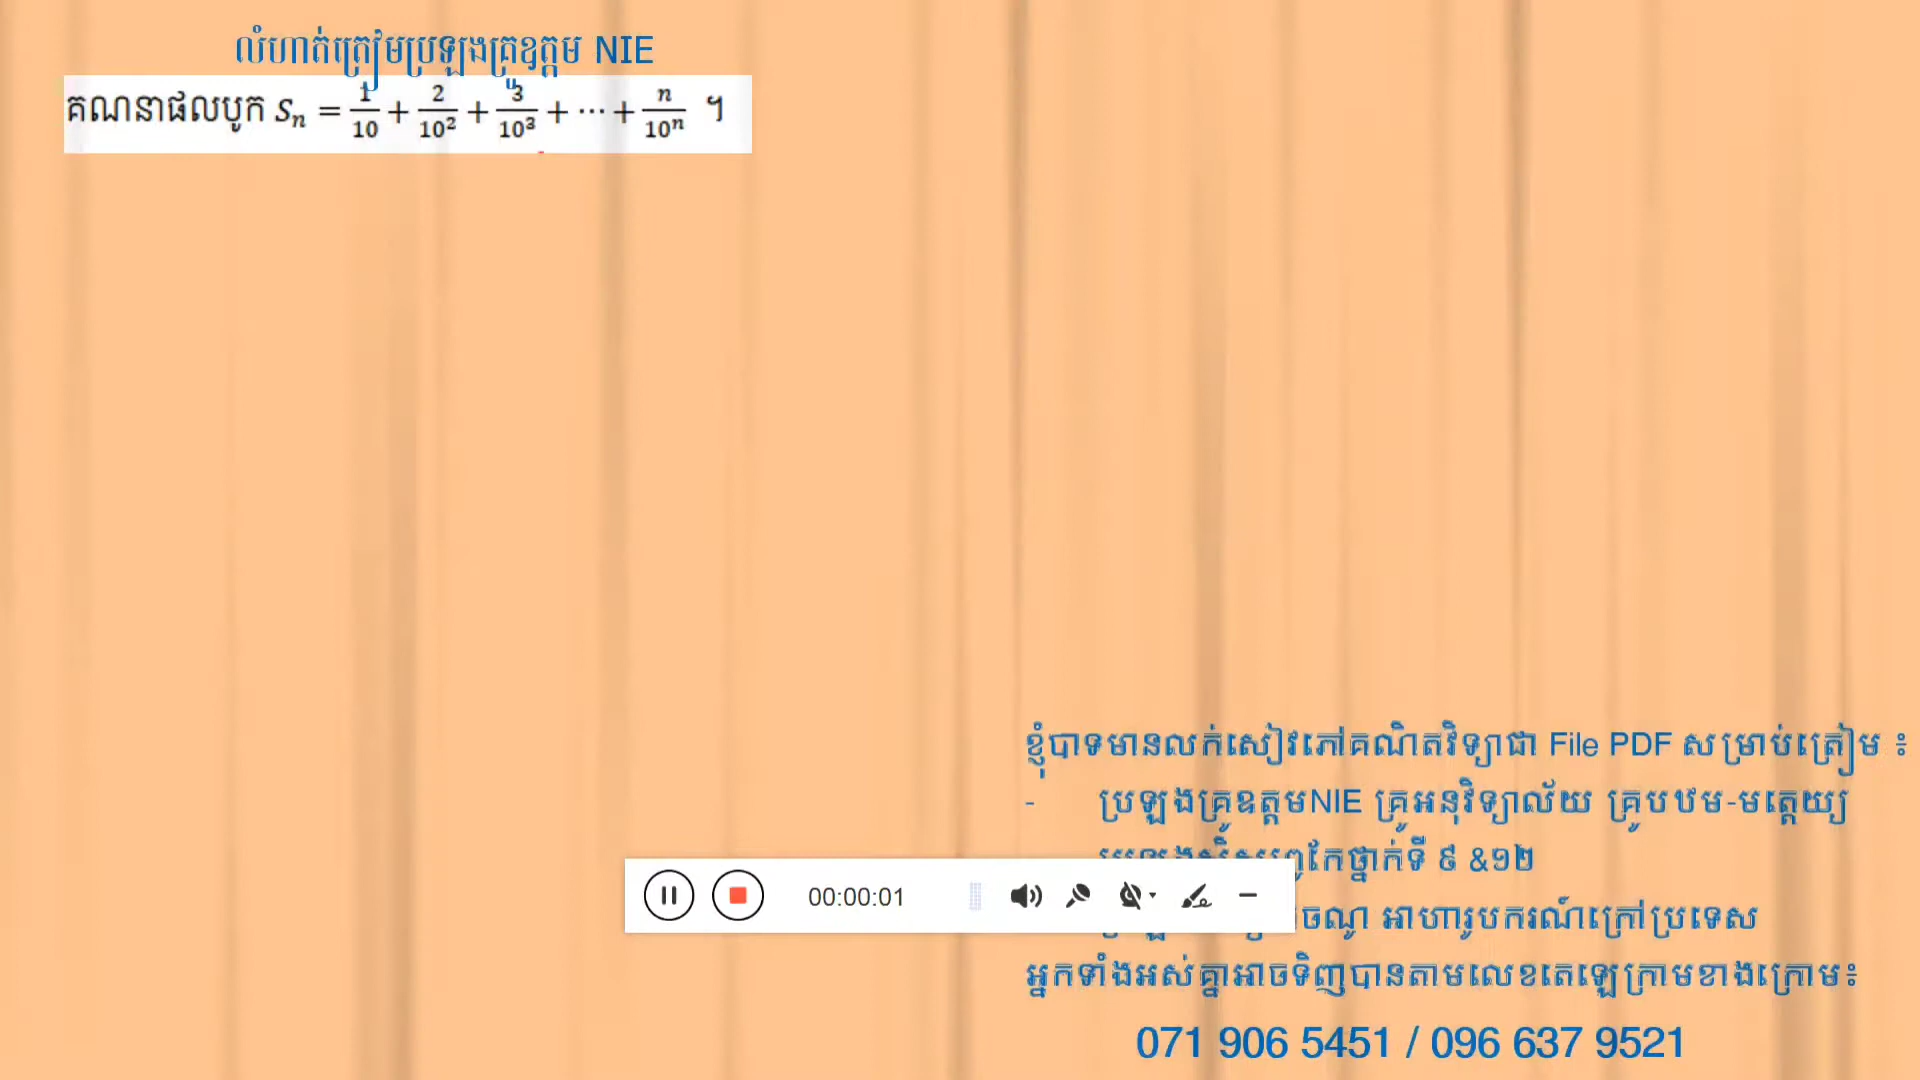 លំហាត់ត្រៀមប្រឡងគ្រូឧត្តម NIE
គណនាផលបូក Sₙ = 1/10 + 2/10² + 3/10³ + ⋯ + n/10ⁿ ។
ខ្ញុំបាទមានលក់សៀវភៅគណិតវិទ្យាជា File PDF សម្រាប់ត្រៀម ៖
- ប្រឡងគ្រូឧត្តមNIE គ្រូអនុវិទ្យាល័យ គ្រូបឋម-មត្តេយ្យ
ពូកែថ្នាក់ទី ៩ &១២
00:00:01
អាហារូបករណ៍ក្រៅប្រទេស
អ្នកទាំងអស់គ្នាអាចទិញបានតាមលេខតេឡេក្រាមខាងក្រោម៖
071 906 5451 / 096 637 9521